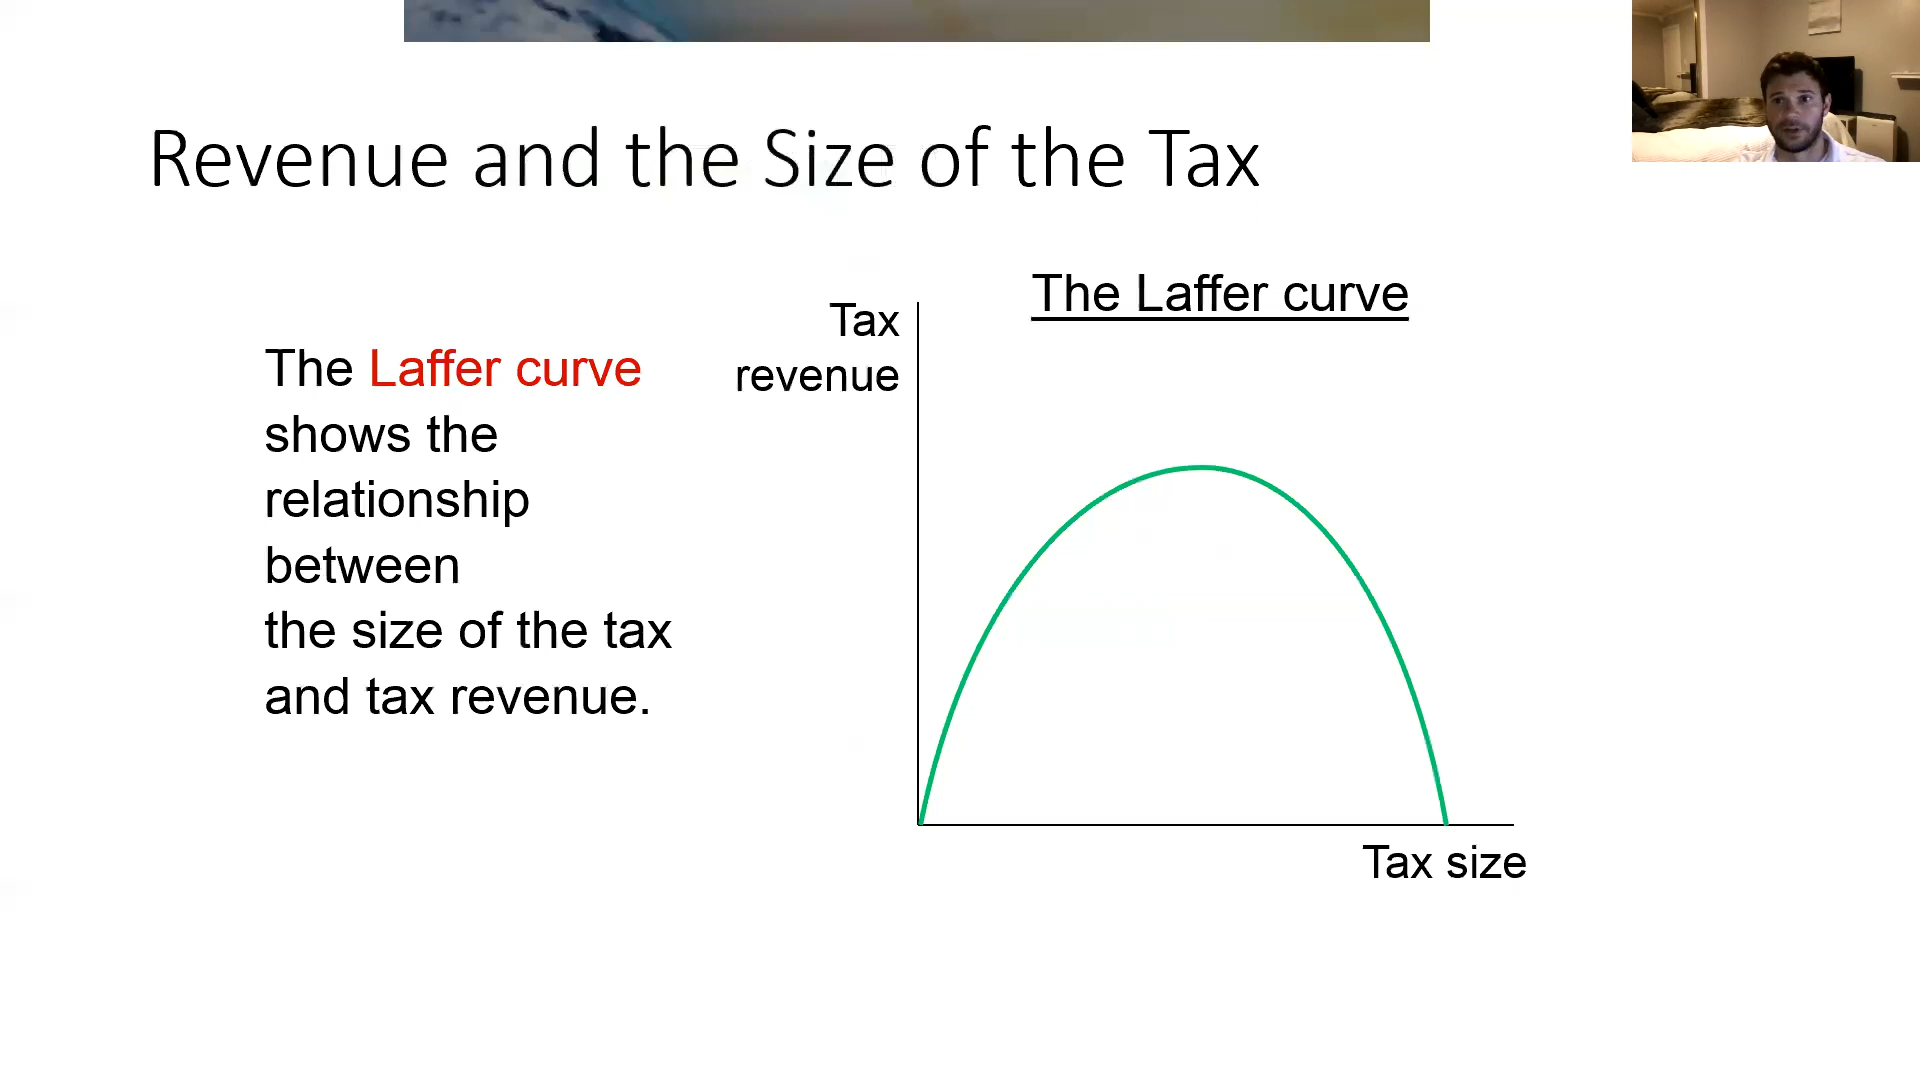 Revenue and the Size of the Tax
The Laffer curve
Tax
revenue
The Laffer curve
shows the
relationship
between
the size of the tax
and tax revenue.
Tax size